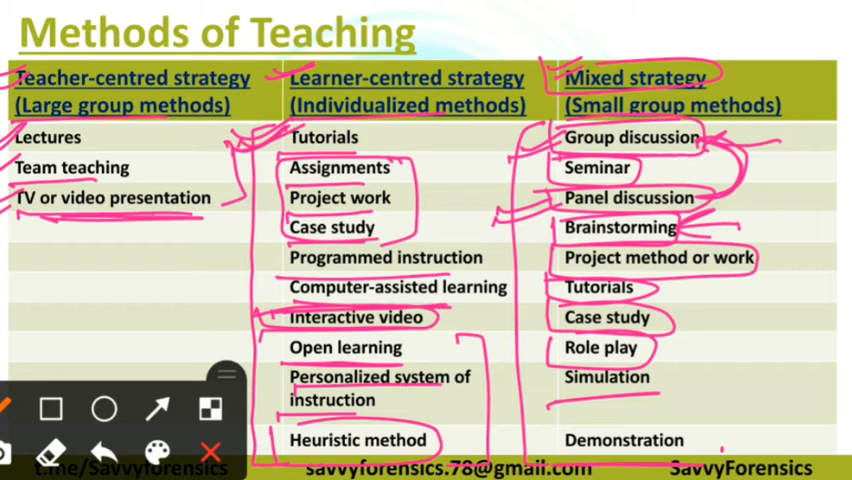 Methods of Teaching
Teacher-centred strategy
(Large group methods)
Learner-centred strategy
(Individualized methods)
Mixed strategy
(Small group methods)
Lectures
Tutorials
Group discussion
Team teaching
Assignments
Seminar
TV or video presentation
Project work
Panel discussion
Case study
Brainstorming
Programmed instruction
Project method or work
Computer-assisted learning
Tutorials
Interactive video
Case study
Open learning
Role play
Personalized system of
instruction
Simulation
Heuristic method
Demonstration
t.me/Savvyforensics
savvyforensics.78@gmail.com
SavvyForensics